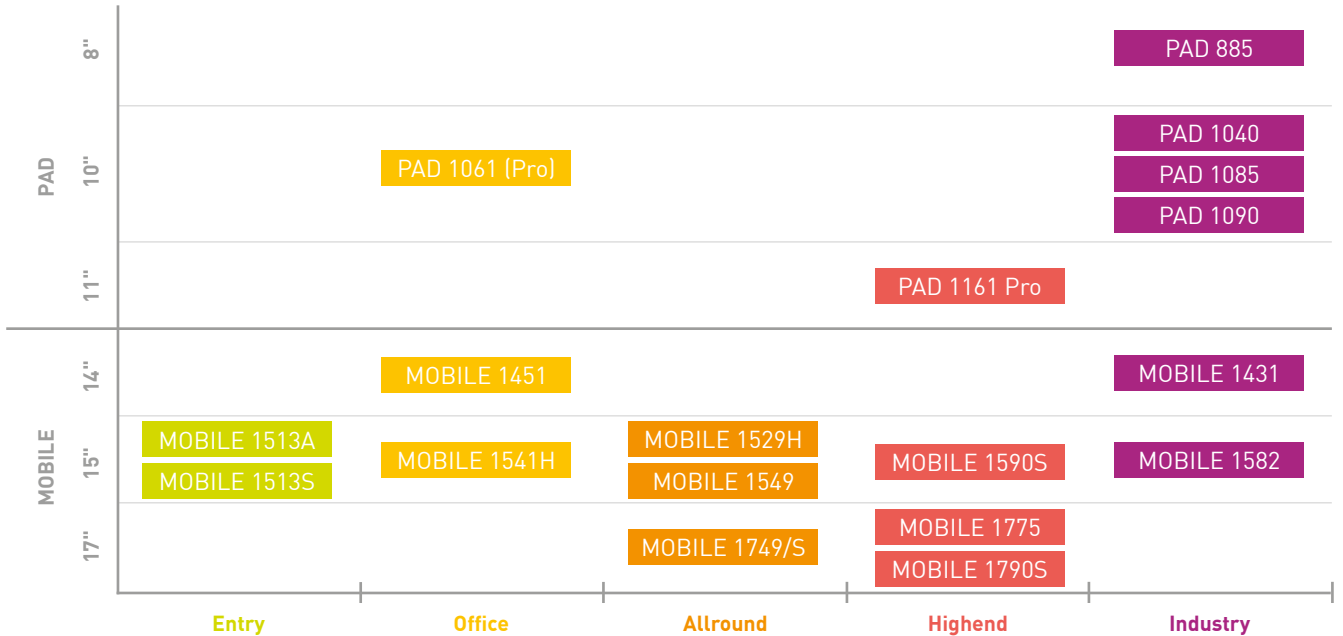 PAD
8"
PAD 885
10"
PAD 1061 (Pro)
PAD 1040
PAD 1085
PAD 1090
11"
PAD 1161 Pro
MOBILE
14"
MOBILE 1451
MOBILE 1431
15"
MOBILE 1513A
MOBILE 1513S
MOBILE 1541H
MOBILE 1529H
MOBILE 1549
MOBILE 1590S
MOBILE 1582
17"
MOBILE 1749/S
MOBILE 1775
MOBILE 1790S
Entry
Office
Allround
Highend
Industry